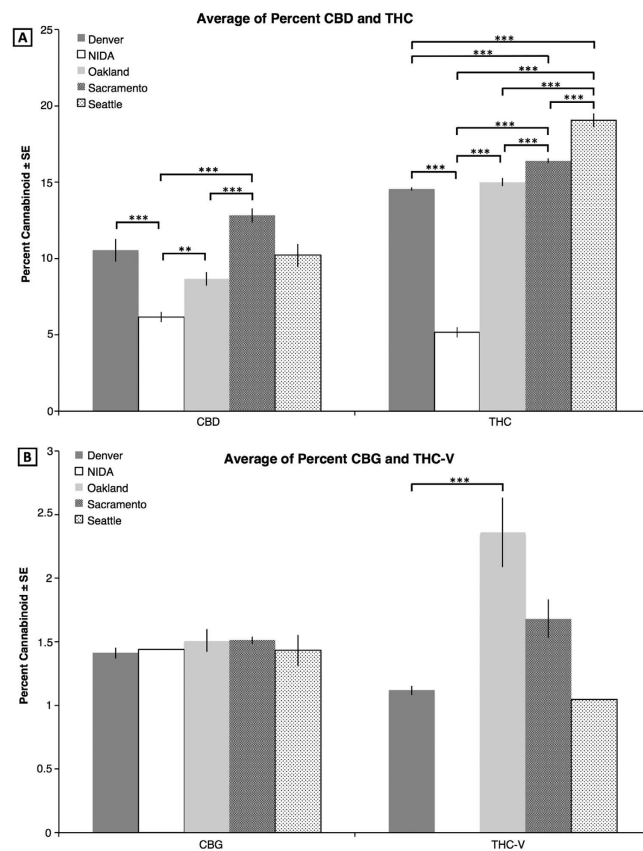 A
Average of Percent CBD and THC
25
20
15
10
5
0
Percent Cannabinoid ± SE
Denver
NIDA
Oakland
Sacramento
Seattle
***
***
***
***
***
***
***
***
***
***
***
**
***
CBD
THC
B
Average of Percent CBG and THC-V
3
2.5
2
1.5
1
0.5
0
Percent Cannabinoid ± SE
Denver
NIDA
Oakland
Sacramento
Seattle
***
CBG
THC-V